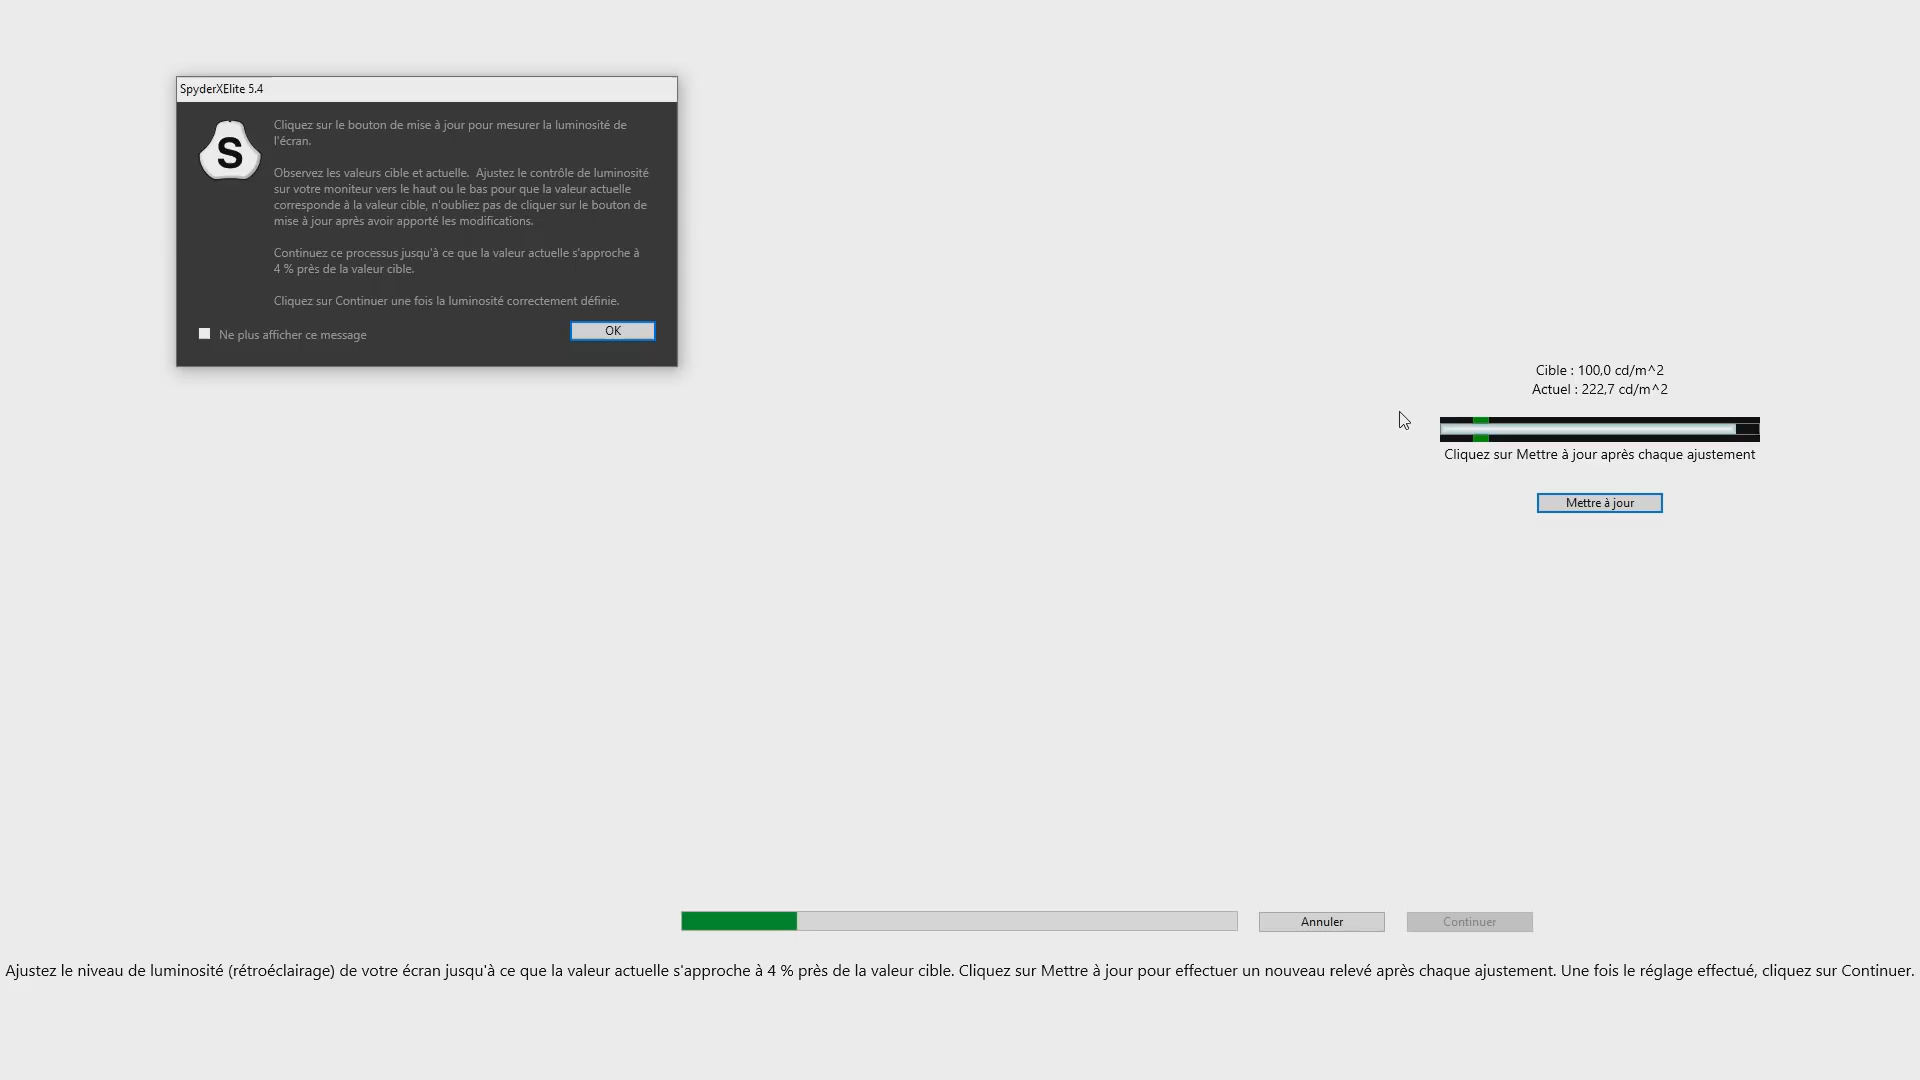 SpyderXElite 5.4
S
Cliquez sur le bouton de mise à jour pour mesurer la luminosité de
l'écran.
Observez les valeurs cible et actuelle.  Ajustez le contrôle de luminosité
sur votre moniteur vers le haut ou le bas pour que la valeur actuelle
corresponde à la valeur cible, n'oubliez pas de cliquer sur le bouton de
mise à jour après avoir apporté les modifications.
Continuez ce processus jusqu'à ce que la valeur actuelle s'approche à
4 % près de la valeur cible.
Cliquez sur Continuer une fois la luminosité correctement définie.
Ne plus afficher ce message
OK
Cible : 100,0 cd/m^2
Actuel : 222,7 cd/m^2
Cliquez sur Mettre à jour après chaque ajustement
Mettre à jour
Annuler
Continuer
Ajustez le niveau de luminosité (rétroéclairage) de votre écran jusqu'à ce que la valeur actuelle s'approche à 4 % près de la valeur cible. Cliquez sur Mettre à jour pour effectuer un nouveau relevé après chaque ajustement. Une fois le réglage effectué, cliquez sur Continuer.